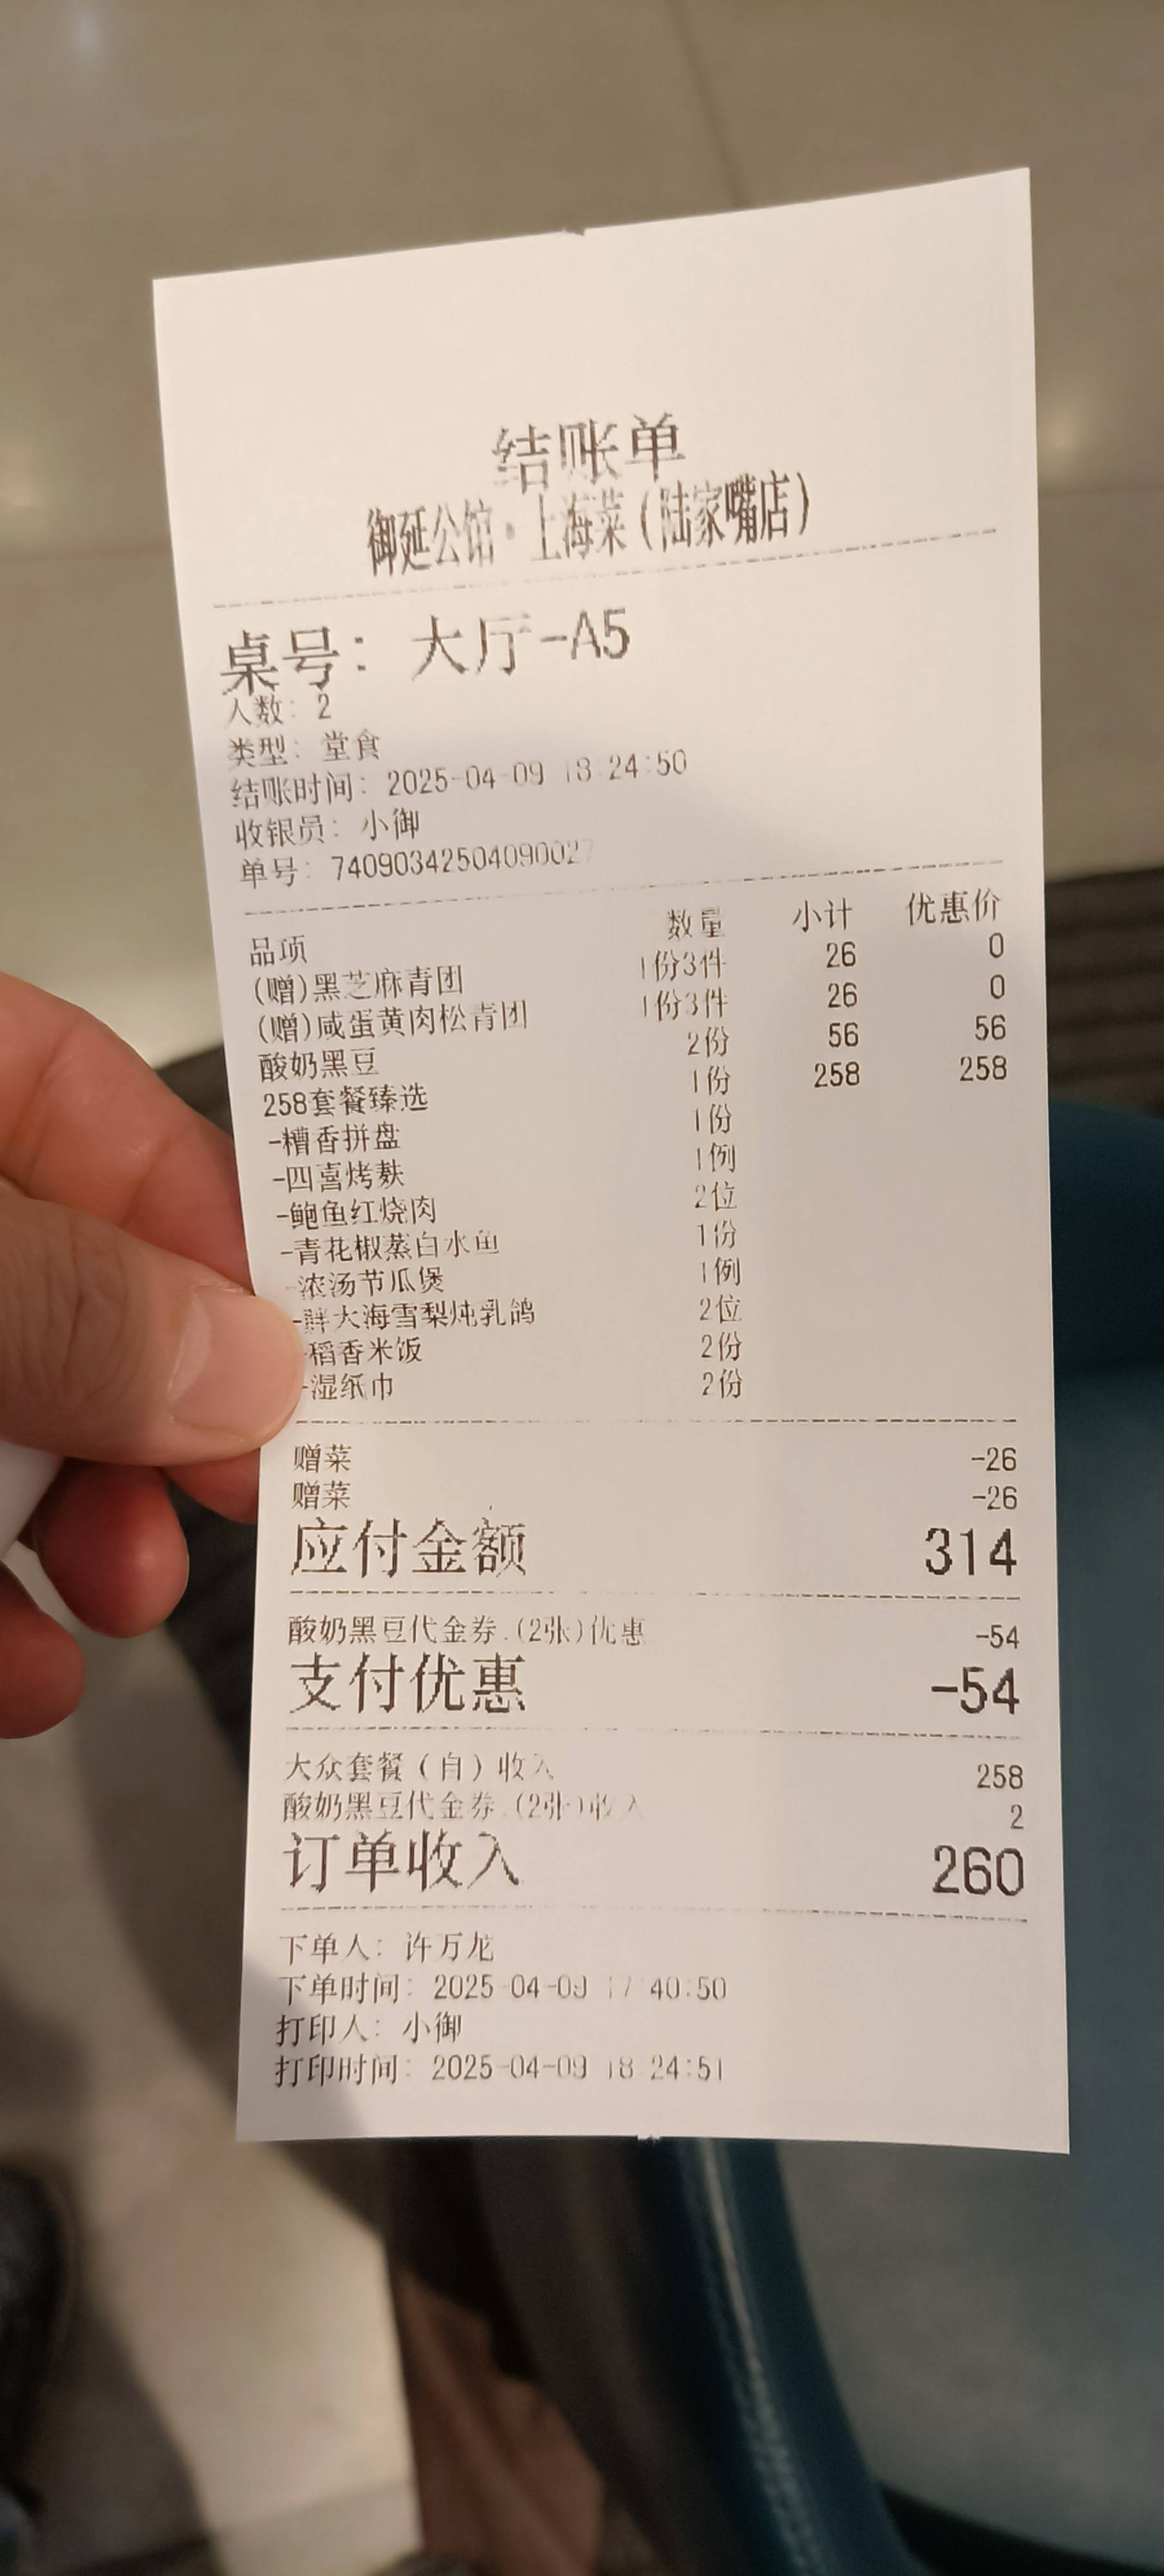 结账单
御延公馆·上海菜(陆家嘴店)
桌号: 大厅-A5
人数: 2
类型: 堂食
结账时间: 2025-04-09 18:24:50
收银员: 小御
单号: 74090342504090027
品项 数量 小计 优惠价
(赠)黑芝麻青团 1份3件 26 0
(赠)咸蛋黄肉松青团 1份3件 26 0
酸奶黑豆 2份 56 56
258套餐臻选 1份 258 258
-糟香拼盘 1份
-四喜烤麸 1例
-鲍鱼红烧肉 2位
-青花椒蒸白水鱼 1份
-浓汤节瓜煲 1例
-胖大海雪梨炖乳鸽 2位
-稻香米饭 2份
-湿纸巾 2份
赠菜 -26
赠菜 -26
应付金额 314
酸奶黑豆代金券.(2张)优惠 -54
支付优惠 -54
大众套餐(自)收入 258
酸奶黑豆代金券.(2张)收入 2
订单收入 260
下单人: 许万龙
下单时间: 2025-04-09 17:40:50
打印人: 小御
打印时间: 2025-04-09 18:24:51